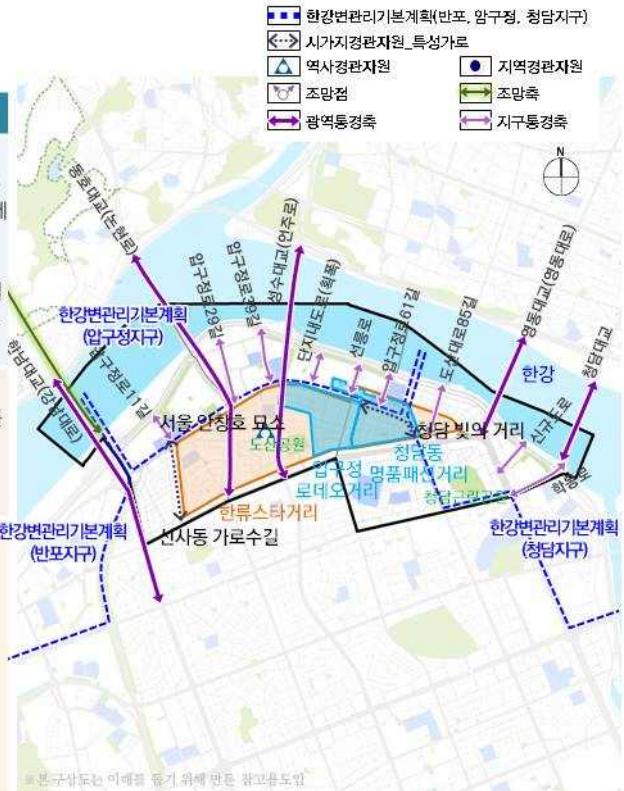 한강변관리기본계획(반포, 압구정, 청담지구)
시가지경관자원_특성가로
역사경관자원
지역경관자원
조망점
조망축
광역통경축
지구통경축
N
동호대교(논현로)
압구정로29길
압구정로39길
성수대교(언주로)
단지내도로(획폭)
선릉로
압구정로61길
도산대로85길
영동대교(영동대로)
청담대교
한강변관리기본계획
(압구정지구)
한강
한남대교(강남대로)
압구정로11길
서울 안창호 묘소
도산공원
청담 빛의 거리
신규도로
압구정
로데오거리
청담동
명품패션거리
청담근린공원
학동로
한류스타거리
신사동 가로수길
한강변관리기본계획
(반포지구)
한강변관리기본계획
(청담지구)
※본 구상도는 이해를 돕기 위해 만든 참고용도임